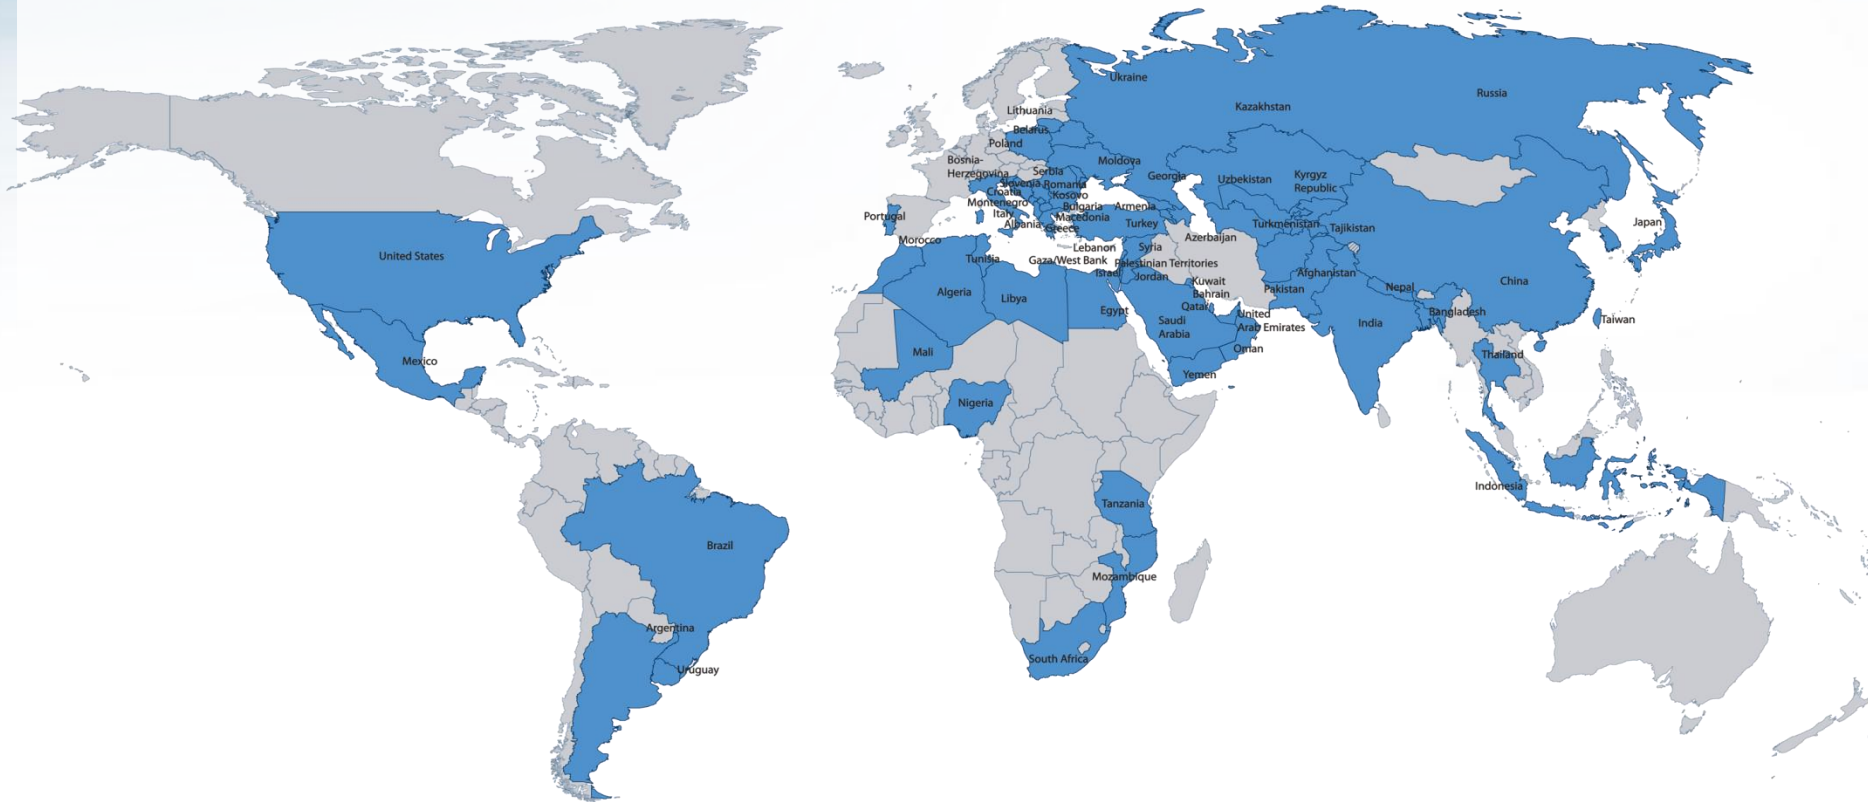 Ukraine
Russia
Kazakhstan
Lithuania
Belarus
Poland
Bosnia-
Herzegovina
Moldova
Serbia
Georgia
Slovenia
Romania
Croatia
Kosovo
Uzbekistan
Kyrgyz
Republic
Montenegro
Bulgaria
Armenia
Italy
Macedonia
Portugal
Albania
Greece
Turkey
Turkmenistan
Tajikistan
Japan
Morocco
Azerbaijan
Lebanon
Syria
United States
Tunisia
Gaza/West Bank
Palestinian Territories
Israel
Jordan
Afghanistan
Kuwait
Bahrain
Pakistan
Nepal
China
Algeria
Libya
Egypt
Qatar
Saudi
Arabia
United
Arab Emirates
India
Bangladesh
Taiwan
Mali
Oman
Thailand
Mexico
Yemen
Nigeria
Indonesia
Tanzania
Brazil
Mozambique
Argentina
South Africa
Uruguay